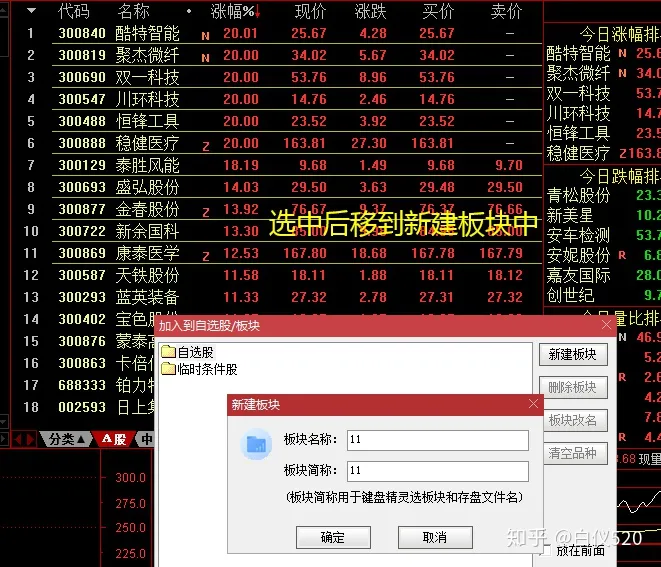 代码 名称 涨幅% 现价 涨跌 买价 卖价
1 300840 酷特智能 N 20.01 25.67 4.28 25.67 —
2 300819 聚杰微纤 N 20.00 34.02 5.67 34.02 —
3 300690 双一科技 20.00 53.76 8.96 53.76 —
4 300547 川环科技 20.00 14.76 2.46 14.76 —
5 300488 恒锋工具 20.00 23.52 3.92 23.52 —
6 300888 稳健医疗 Z 20.00 163.81 27.30 163.81 —
7 300129 泰胜风能 18.19 9.68 1.49 9.68 9.70
8 300693 盛弘股份 14.03 29.50 3.63 29.48 29.50
9 300877 金春股份 Z 13.92 76.67 9.37 76.66
选中后移到新建板块中
10 300722 新余国科 13.30
11 300869 康泰医学 Z 12.53 167.80 18.68 167.78 167.79
12 300587 天铁股份 11.58 18.11 1.88 18.11 18.12
13 300293 蓝英装备 11.33 27.32 2.78 27.31 27.32
14 300402 宝色
15 300876 蒙泰
16 300863 卡倍
17 688333 铂力
18 002593 日上
分类▲ A股 中
300.0
275.0
250.0
225.0
今日涨幅排
酷特智能 N 25.6
聚杰微纤 N 34.0
双一科技 53.7
川环科技 14.7
恒锋工具 23.5
稳健医疗 Z163.8
今日跌幅排
青松股份 23.3
新美星 10.2
安车检测 53.7
安妮股份 R 6.8
嘉友国际 28.0
创世纪 9.7
今日量比排
N 46.9
5.3
R 2.6
4.2
7.6
R 4.4
3.68 现量
加入到自选股/板块
自选股
临时条件股
新建板块
删除板块
板块改名
清空品种
放在前面
新建板块
板块名称： 11
板块简称： 11
(板块简称用于键盘精灵选板块和存盘文件名)
确定 取消
知乎 @白仪520